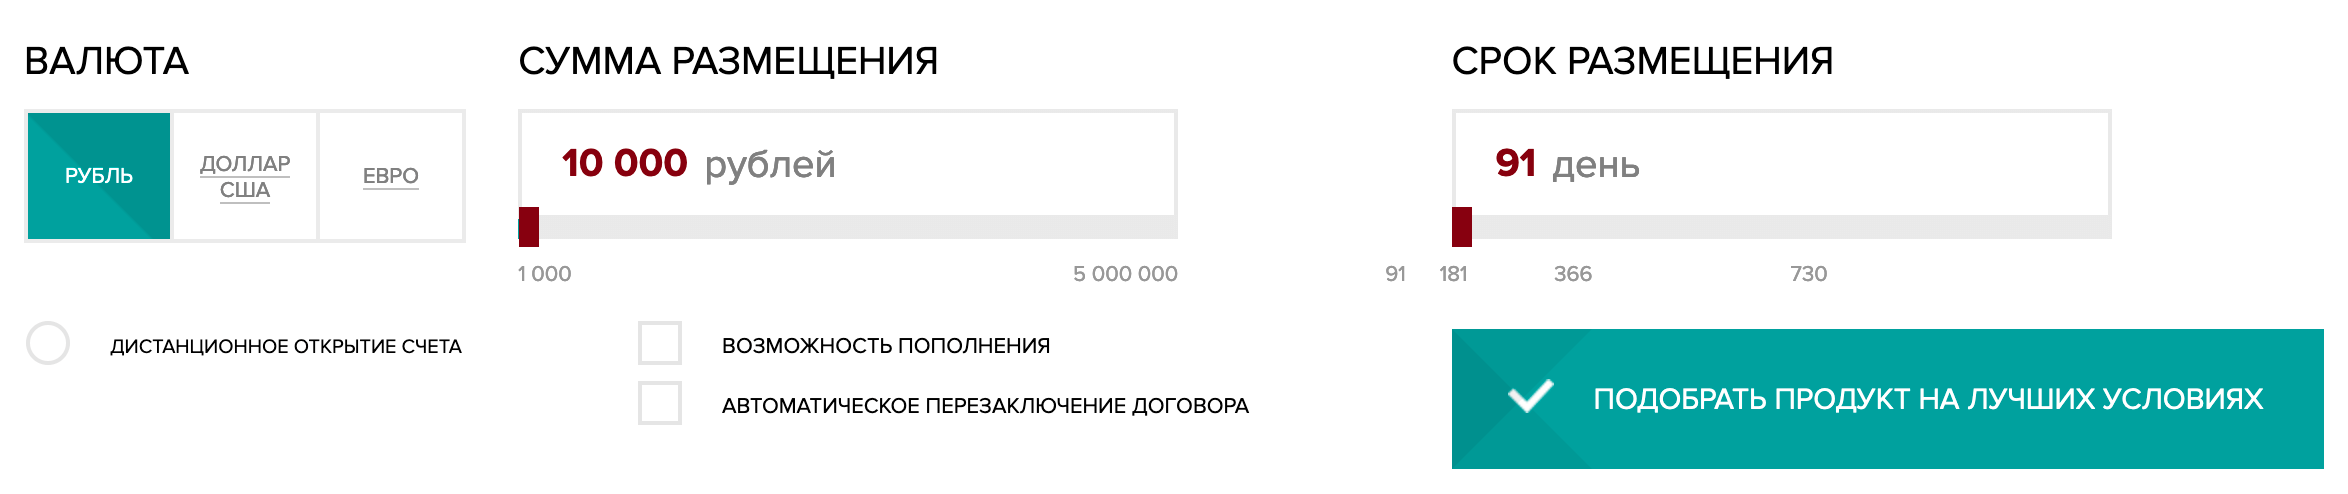 ВАЛЮТА
РУБЛЬ
ДОЛЛАР
США
ЕВРО
ДИСТАНЦИОННОЕ ОТКРЫТИЕ СЧЕТА
СУММА РАЗМЕЩЕНИЯ
10 000 рублей
1 000
5 000 000
ВОЗМОЖНОСТЬ ПОПОЛНЕНИЯ
АВТОМАТИЧЕСКОЕ ПЕРЕЗАКЛЮЧЕНИЕ ДОГОВОРА
СРОК РАЗМЕЩЕНИЯ
91 день
91 181 366 730
ПОДОБРАТЬ ПРОДУКТ НА ЛУЧШИХ УСЛОВИЯХ